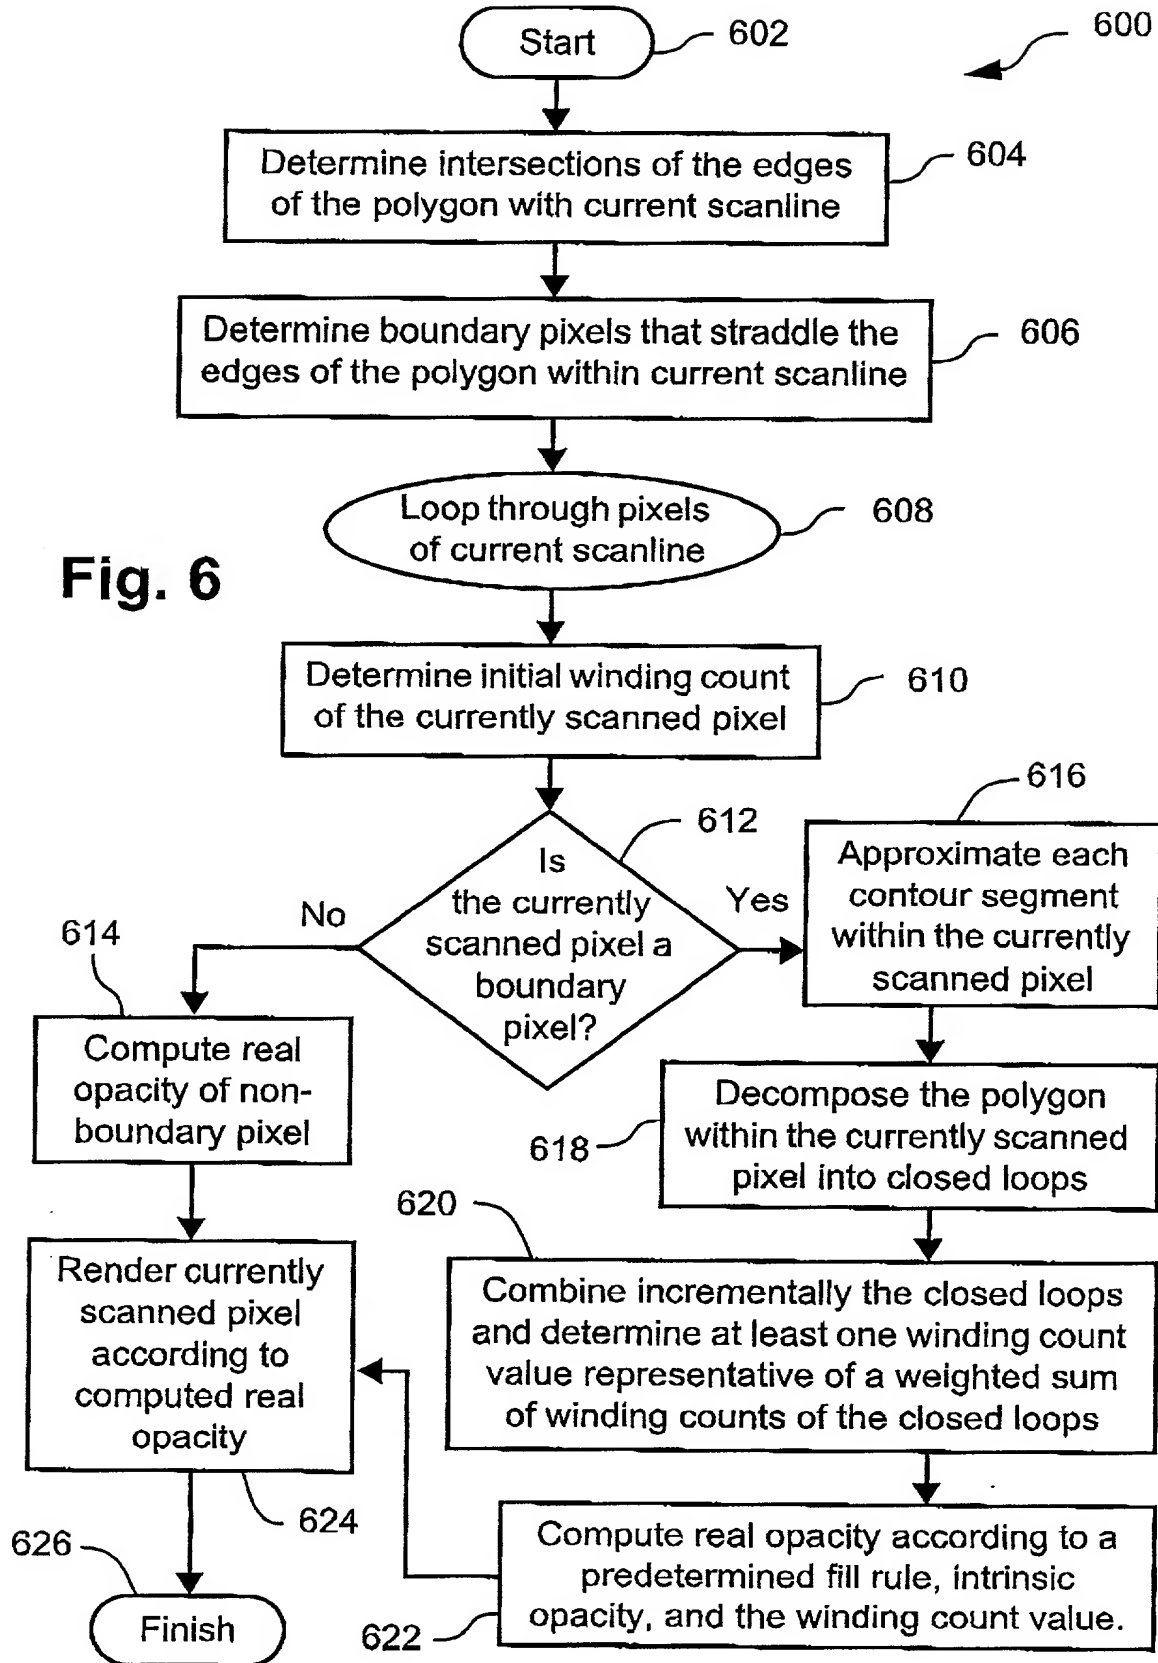 Start
602
600
Determine intersections of the edges
of the polygon with current scanline
604
Determine boundary pixels that straddle the
edges of the polygon within current scanline
606
Loop through pixels
of current scanline
608
Fig. 6
Determine initial winding count
of the currently scanned pixel
610
612
Is
the currently
scanned pixel a
boundary
pixel?
No
Yes
616
Approximate each
contour segment
within the currently
scanned pixel
614
Compute real
opacity of non-
boundary pixel
618
Decompose the polygon
within the currently scanned
pixel into closed loops
620
Combine incrementally the closed loops
and determine at least one winding count
value representative of a weighted sum
of winding counts of the closed loops
Render currently
scanned pixel
according to
computed real
opacity
624
Compute real opacity according to a
predetermined fill rule, intrinsic
opacity, and the winding count value.
622
626
Finish